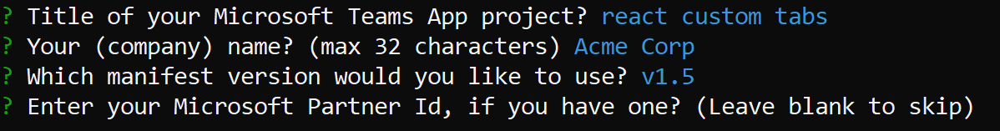 ? Title of your Microsoft Teams App project? react custom tabs
? Your (company) name? (max 32 characters) Acme Corp
? Which manifest version would you like to use? v1.5
? Enter your Microsoft Partner Id, if you have one? (Leave blank to skip)